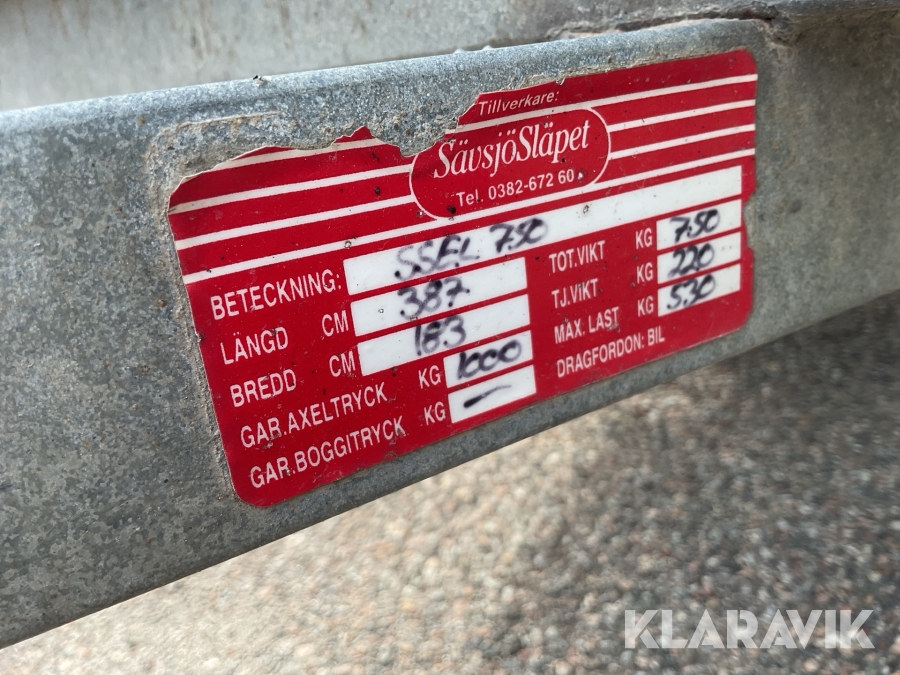 Tillverkare:
SävsjöSläpet
Tel. 0382-672 60
BETECKNING: SSEL 750
LÄNGD CM 387
BREDD CM 183
GAR.AXELTRYCK KG 1000
GAR.BOGGITRYCK KG –
TOT.VIKT KG 750
TJ.VIKT KG 220
MAX. LAST KG 530
DRAGFORDON: BIL
KLARAVIK